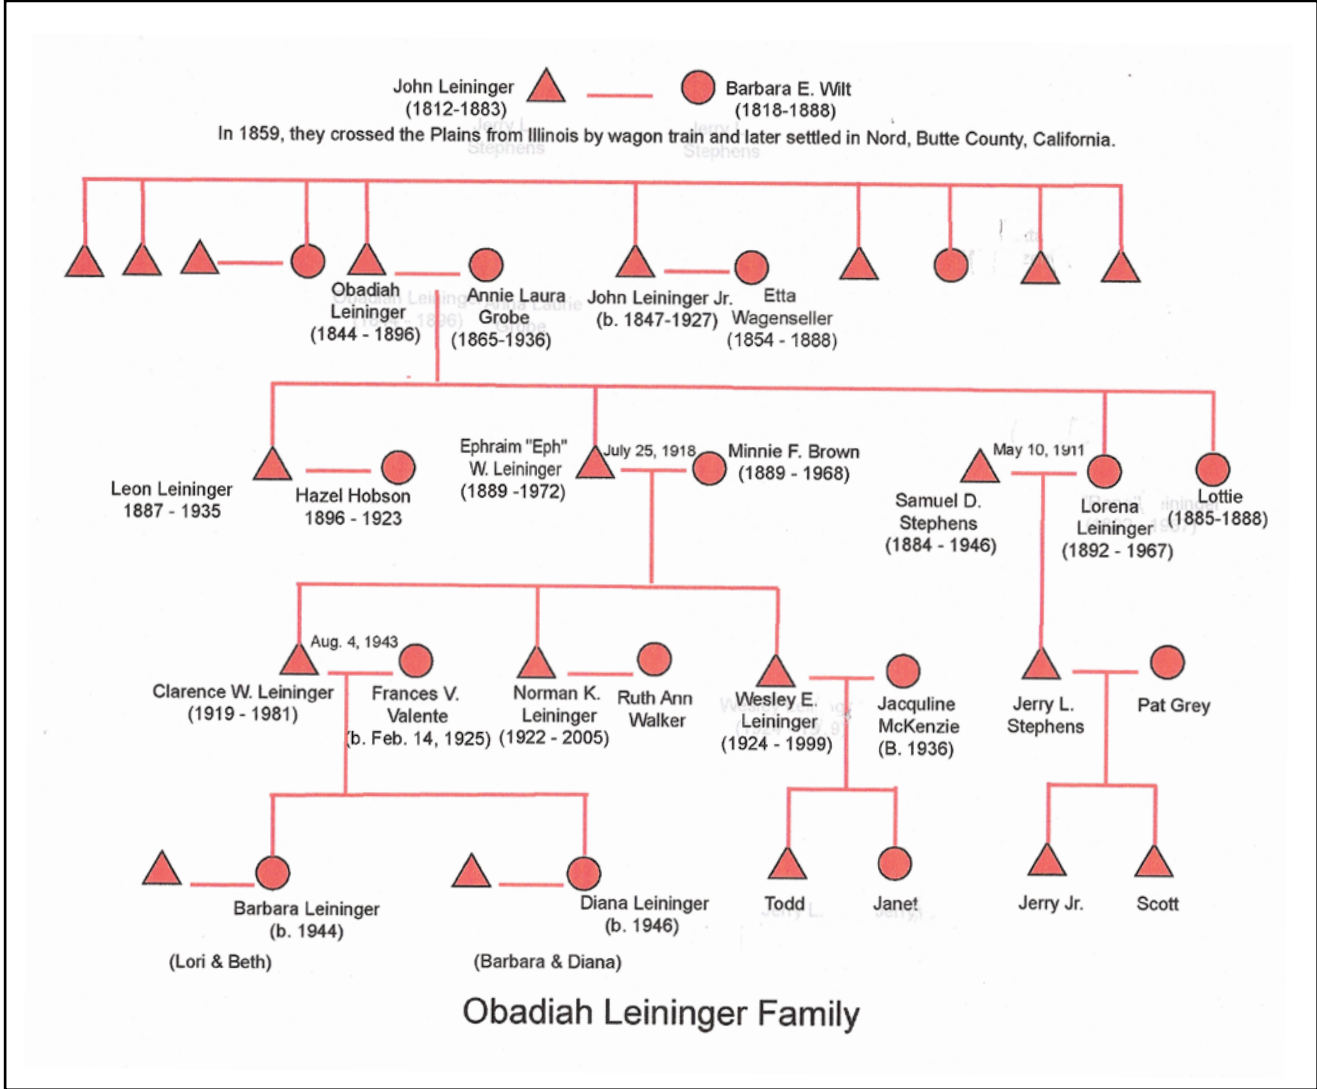 John Leininger
(1812-1883)
Barbara E. Wilt
(1818-1888)
In 1859, they crossed the Plains from Illinois by wagon train and later settled in Nord, Butte County, California.
Jerry L.
Stephens
Jerry L.
Stephens
Obadiah
Leininger
(1844 - 1896)
Annie Laura
Grobe
(1865-1936)
John Leininger Jr.
(b. 1847-1927)
Etta
Wagenseller
(1854 - 1888)
Leon Leininger
1887 - 1935
Hazel Hobson
1896 - 1923
Ephraim "Eph"
W. Leininger
(1889 -1972)
July 25, 1918
Minnie F. Brown
(1889 - 1968)
May 10, 1911
Samuel D.
Stephens
(1884 - 1946)
Lorena
Leininger
(1892 - 1967)
Lottie
(1885-1888)
Aug. 4, 1943
Clarence W. Leininger
(1919 - 1981)
Frances V.
Valente
(b. Feb. 14, 1925)
Norman K.
Leininger
(1922 - 2005)
Ruth Ann
Walker
Wesley E.
Leininger
(1924 - 1999)
Jacquline
McKenzie
(B. 1936)
Jerry L.
Stephens
Pat Grey
Barbara Leininger
(b. 1944)
(Lori & Beth)
Diana Leininger
(b. 1946)
(Barbara & Diana)
Todd
Janet
Jerry Jr.
Scott
Obadiah Leininger Family